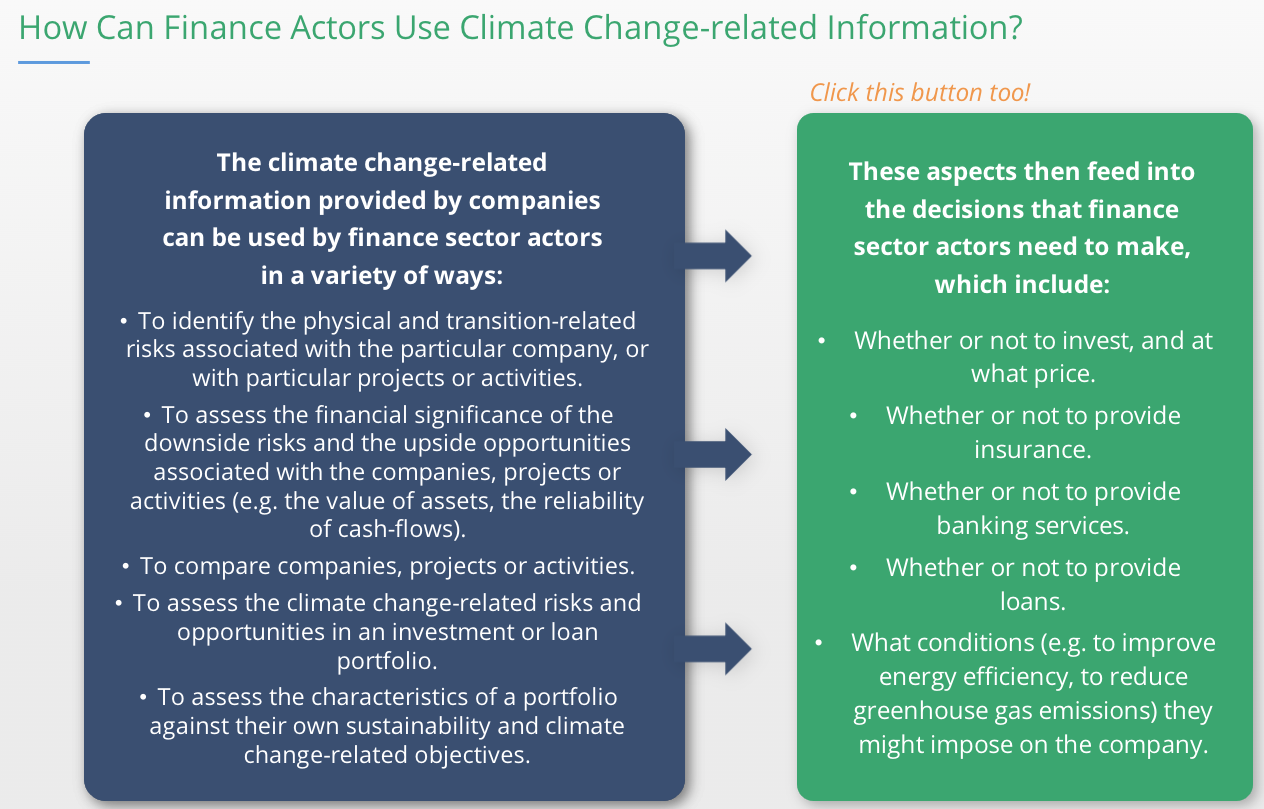 How Can Finance Actors Use Climate Change-related Information?
Click this button too!
The climate change-related
information provided by companies
can be used by finance sector actors
in a variety of ways:
• To identify the physical and transition-related
risks associated with the particular company, or
with particular projects or activities.
• To assess the financial significance of the
downside risks and the upside opportunities
associated with the companies, projects or
activities (e.g. the value of assets, the reliability
of cash-flows).
• To compare companies, projects or activities.
• To assess the climate change-related risks and
opportunities in an investment or loan
portfolio.
• To assess the characteristics of a portfolio
against their own sustainability and climate
change-related objectives.
These aspects then feed into
the decisions that finance
sector actors need to make,
which include:
• Whether or not to invest, and at
what price.
• Whether or not to provide
insurance.
• Whether or not to provide
banking services.
• Whether or not to provide
loans.
• What conditions (e.g. to improve
energy efficiency, to reduce
greenhouse gas emissions) they
might impose on the company.